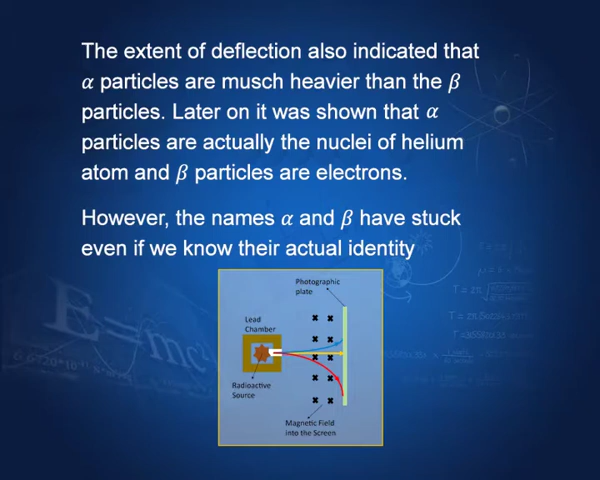 The extent of deflection also indicated that
α particles are musch heavier than the β
particles. Later on it was shown that α
particles are actually the nuclei of helium
atom and β particles are electrons.
However, the names α and β have stuck
even if we know their actual identity
Photographic
plate
Lead
Chamber
Radioactive
Source
Magnetic Field
into the Screen
E=mc²